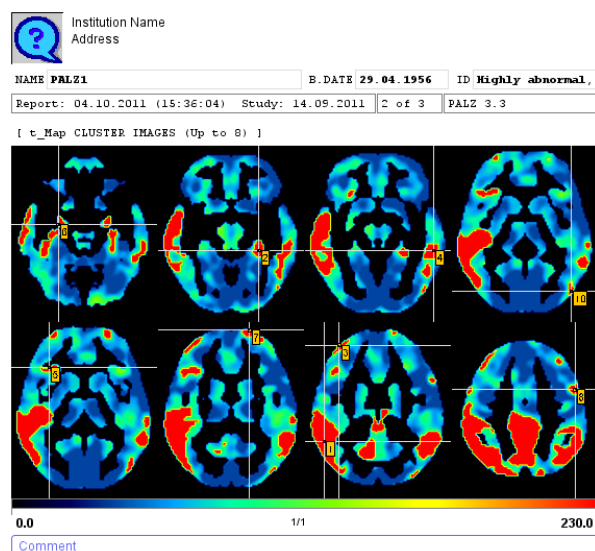 ?
Institution Name
Address
NAME PALZ1 B.DATE 29.04.1956 ID Highly abnormal,
Report: 04.10.2011 (15:36:04) Study: 14.09.2011 2 of 3 PALZ 3.3
[ t_Map CLUSTER IMAGES (Up to 8) ]
2 4 10
7 3 1 8
0.0 1/1 230.0
Comment